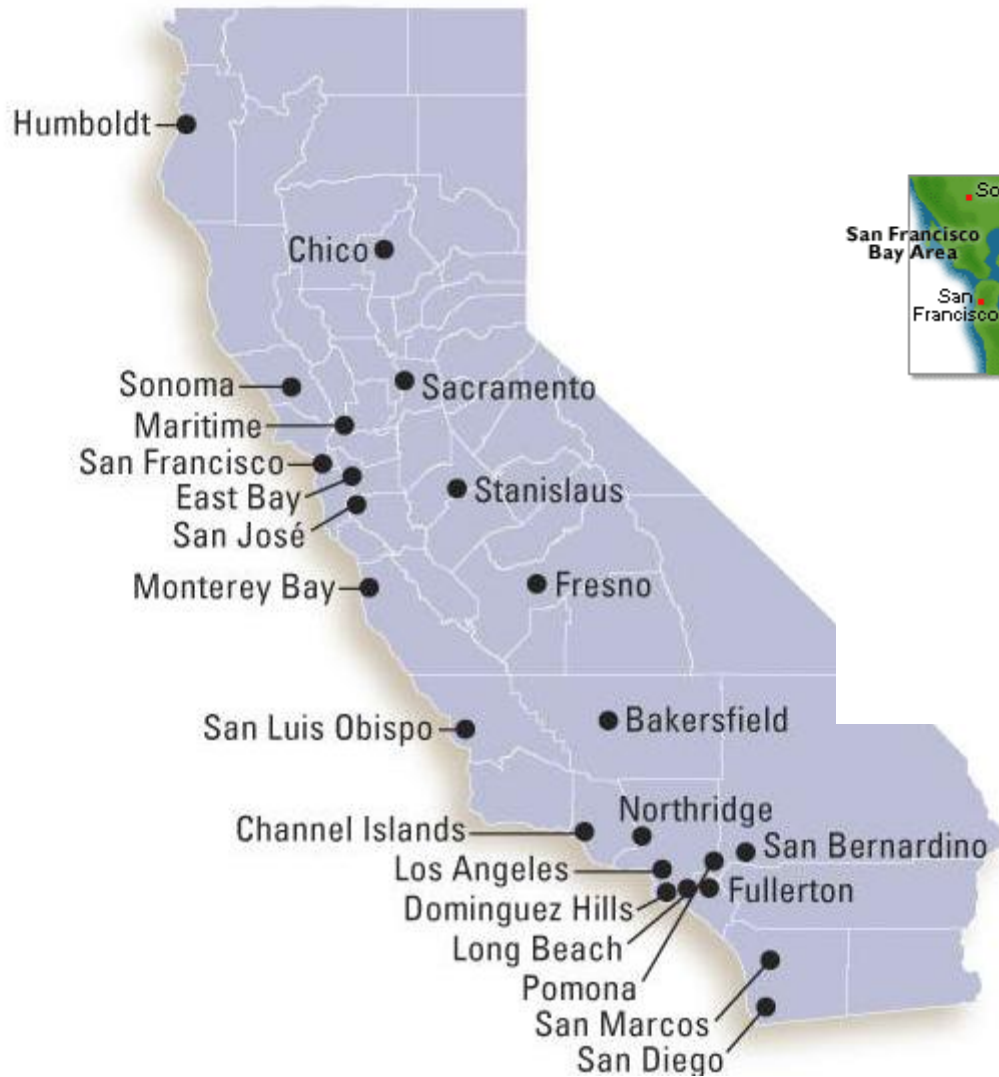 Humboldt
Chico
Sonoma
Sacramento
Maritime
San Francisco
East Bay
Stanislaus
San José
Monterey Bay
Fresno
San Luis Obispo
Bakersfield
Northridge
Channel Islands
San Bernardino
Los Angeles
Fullerton
Dominguez Hills
Long Beach
Pomona
San Marcos
San Diego
So
San Francisco
Bay Area
San
Francisco